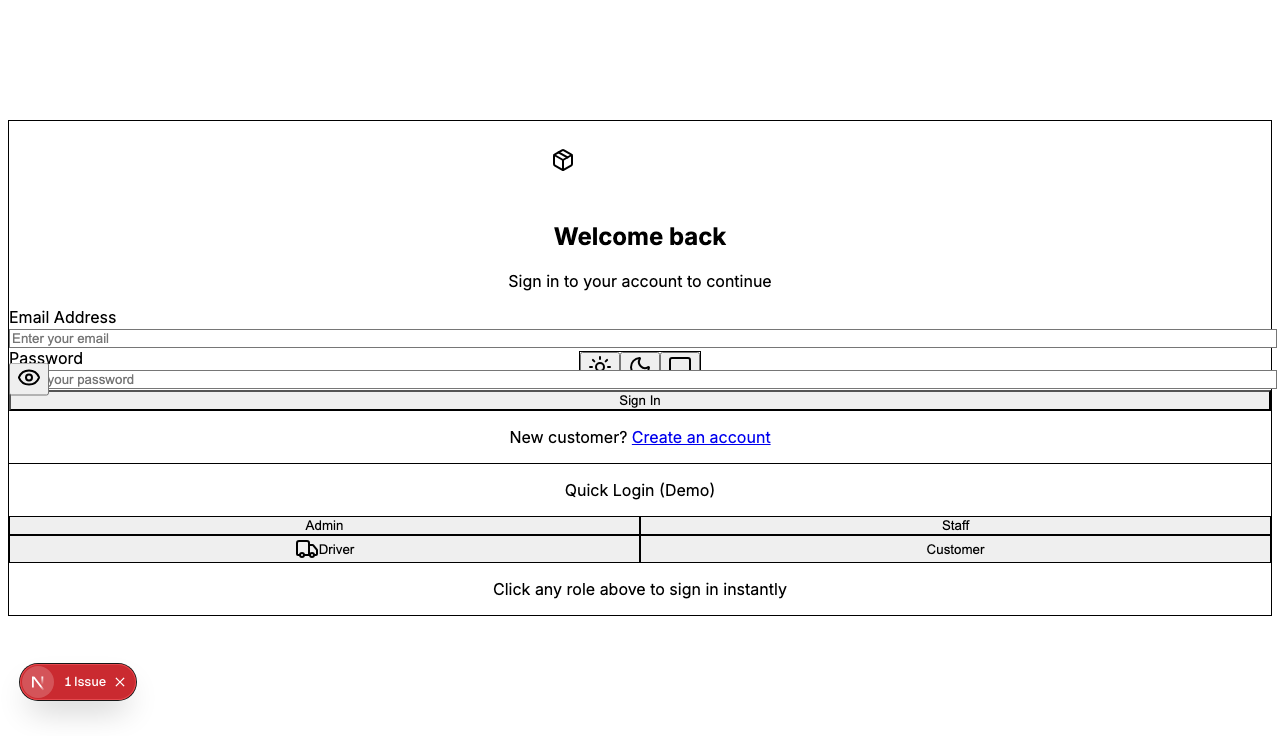 Welcome back
Sign in to your account to continue
Email Address
Enter your email
Password
your password
Sign In
New customer? Create an account
Quick Login (Demo)
Admin
Staff
Driver
Customer
Click any role above to sign in instantly
N 1 Issue